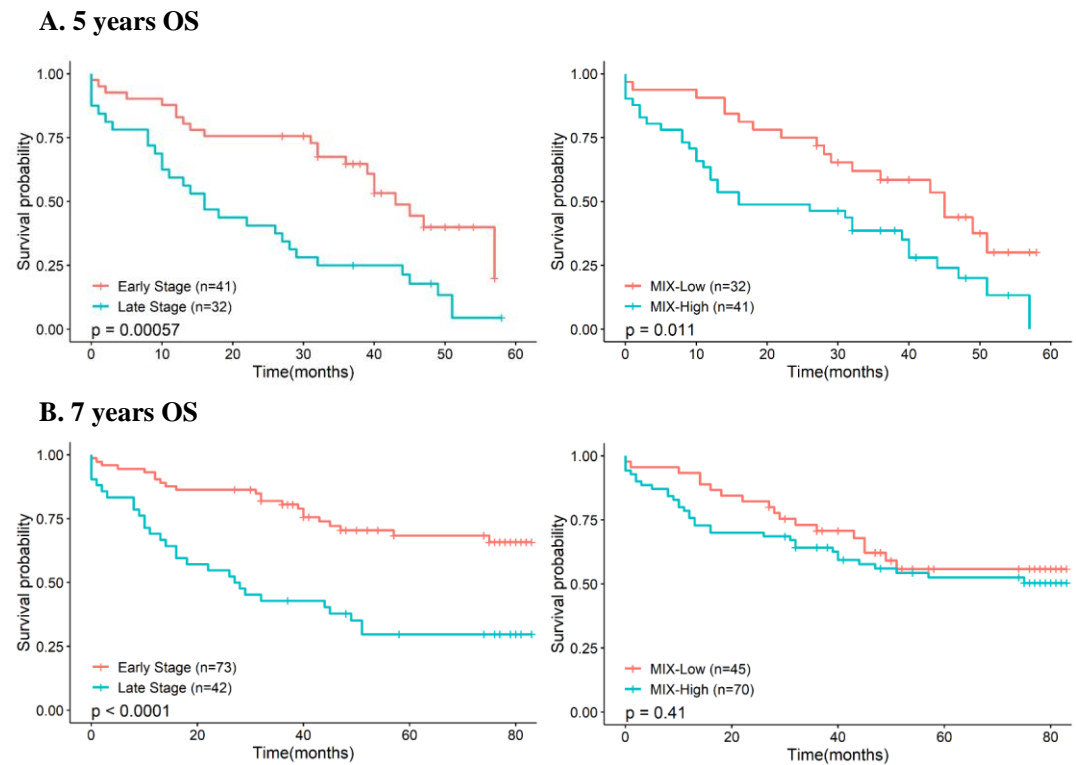 A. 5 years OS
1.00
0.75
0.50
0.25
0.00
Survival probability
Early Stage (n=41)
Late Stage (n=32)
p = 0.00057
0 10 20 30 40 50 60
Time(months)
1.00
0.75
0.50
0.25
0.00
Survival probability
MIX-Low (n=32)
MIX-High (n=41)
p = 0.011
0 10 20 30 40 50 60
Time(months)
B. 7 years OS
1.00
0.75
0.50
0.25
0.00
Survival probability
Early Stage (n=73)
Late Stage (n=42)
p < 0.0001
0 20 40 60 80
Time(months)
1.00
0.75
0.50
0.25
0.00
Survival probability
MIX-Low (n=45)
MIX-High (n=70)
p = 0.41
0 20 40 60 80
Time(months)